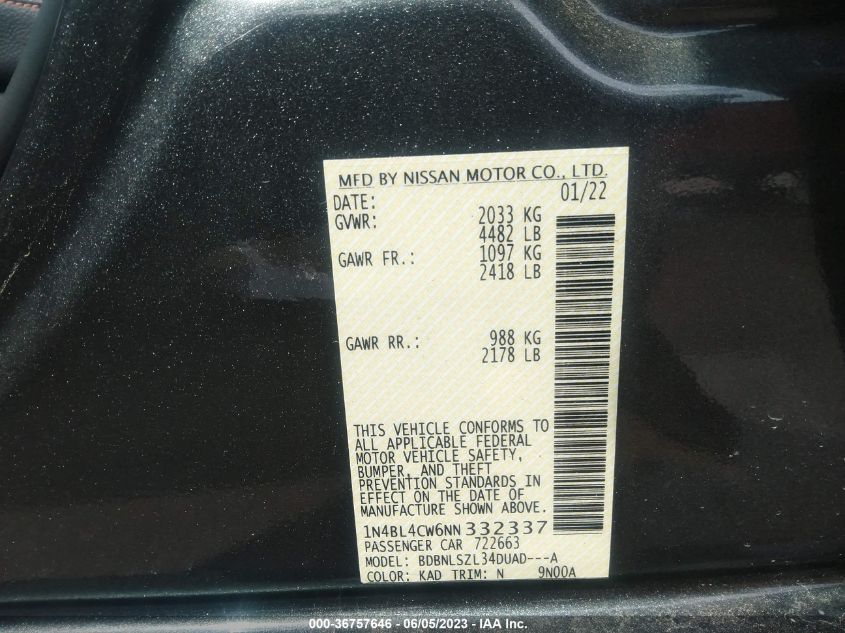 MFD BY NISSAN MOTOR CO., LTD.
DATE: 01/22
GVWR: 2033 KG
4482 LB
GAWR FR.: 1097 KG
2418 LB
GAWR RR.: 988 KG
2178 LB
THIS VEHICLE CONFORMS TO
ALL APPLICABLE FEDERAL
MOTOR VEHICLE SAFETY,
BUMPER, AND THEFT
PREVENTION STANDARDS IN
EFFECT ON THE DATE OF
MANUFACTURE SHOWN ABOVE.
1N4BL4CW6NN332337
PASSENGER CAR 722663
MODEL: BDBNLSZL34DUAD---A
COLOR: KAD TRIM: N 9N00A
000-36757646 - 06/05/2023 - IAA Inc.